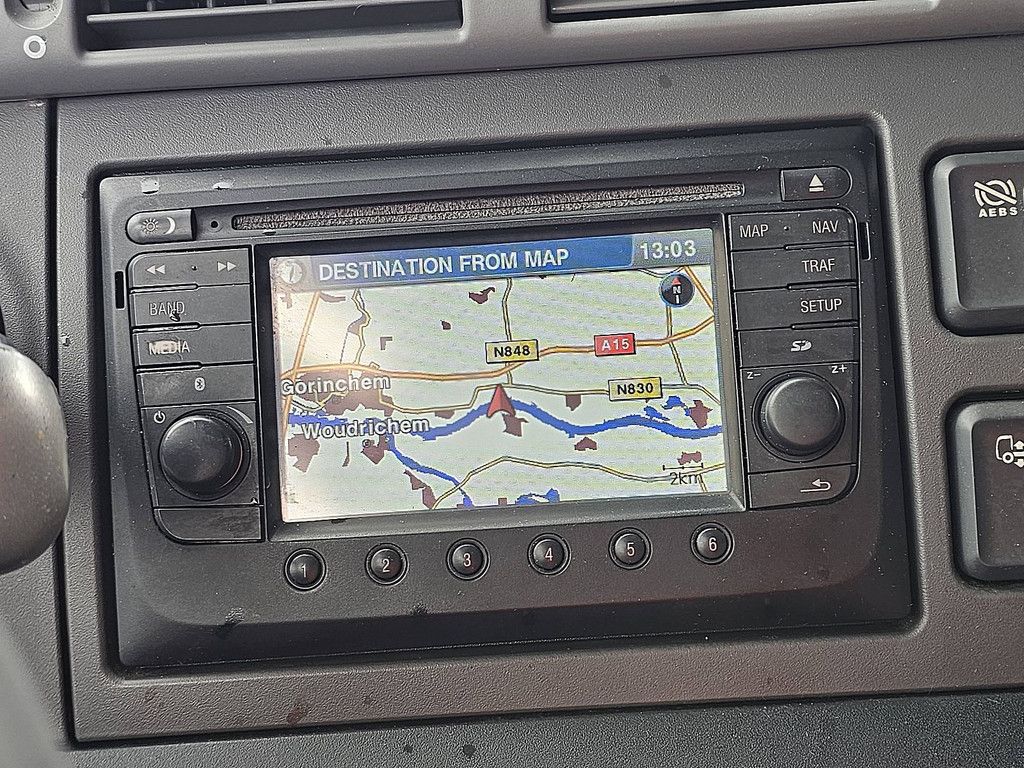 DESTINATION FROM MAP 13:03
MAP NAV
TRAF
BAND
SETUP
MEDIA
SD
AEBS
N
N848
A15
Gorinchem
N830
Woudrichem
z- z+
2km
1 2 3 4 5 6